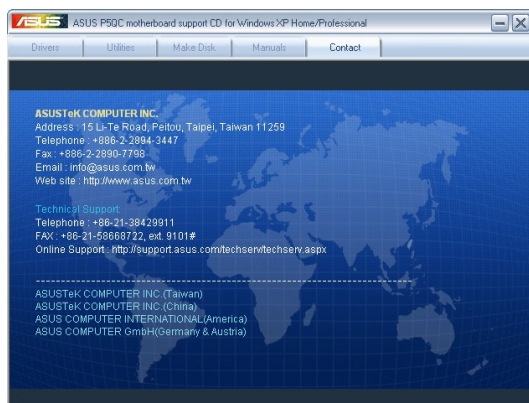 ASUS ASUS P5QC motherboard support CD for Windows XP Home/Professional
Drivers Utilities Make Disk Manuals Contact
ASUSTeK COMPUTER INC.
Address : 15 Li-Te Road, Peitou, Taipei, Taiwan 11259
Telephone : +886-2-2894-3447
Fax : +886-2-2890-7798
Email : info@asus.com.tw
Web site : http://www.asus.com.tw
Technical Support:
Telephone : +86-21-38429911
FAX : +86-21-58668722, ext. 9101#
Online Support : http://support.asus.com/techserv/techserv.aspx
ASUSTeK COMPUTER INC.(Taiwan)
ASUSTeK COMPUTER INC.(China)
ASUS COMPUTER INTERNATIONAL(America)
ASUS COMPUTER GmbH(Germany & Austria)